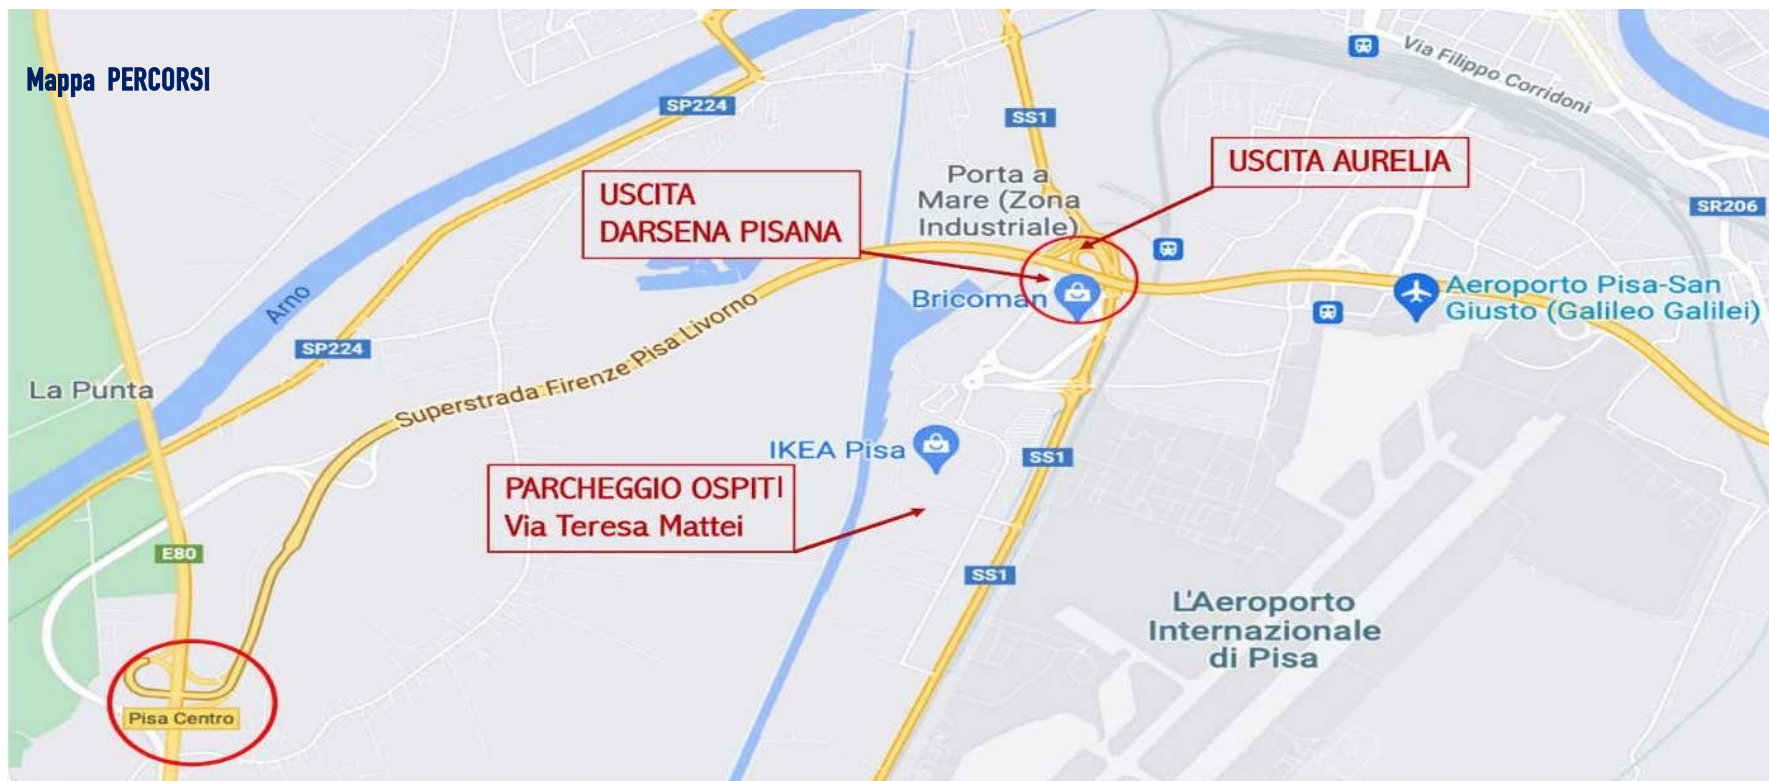 Mappa PERCORSI
SP224
SS1
Via Filippo Corridoni
USCITA AURELIA
USCITA
DARSENA PISANA
Porta a
Mare (Zona
Industriale)
SR206
Arno
Bricoman
Aeroporto Pisa-San
Giusto (Galileo Galilei)
SP224
La Punta
Superstrada Firenze Pisa Livorno
IKEA Pisa
SS1
PARCHEGGIO OSPITI
Via Teresa Mattei
E80
SS1
L'Aeroporto
Internazionale
di Pisa
Pisa Centro